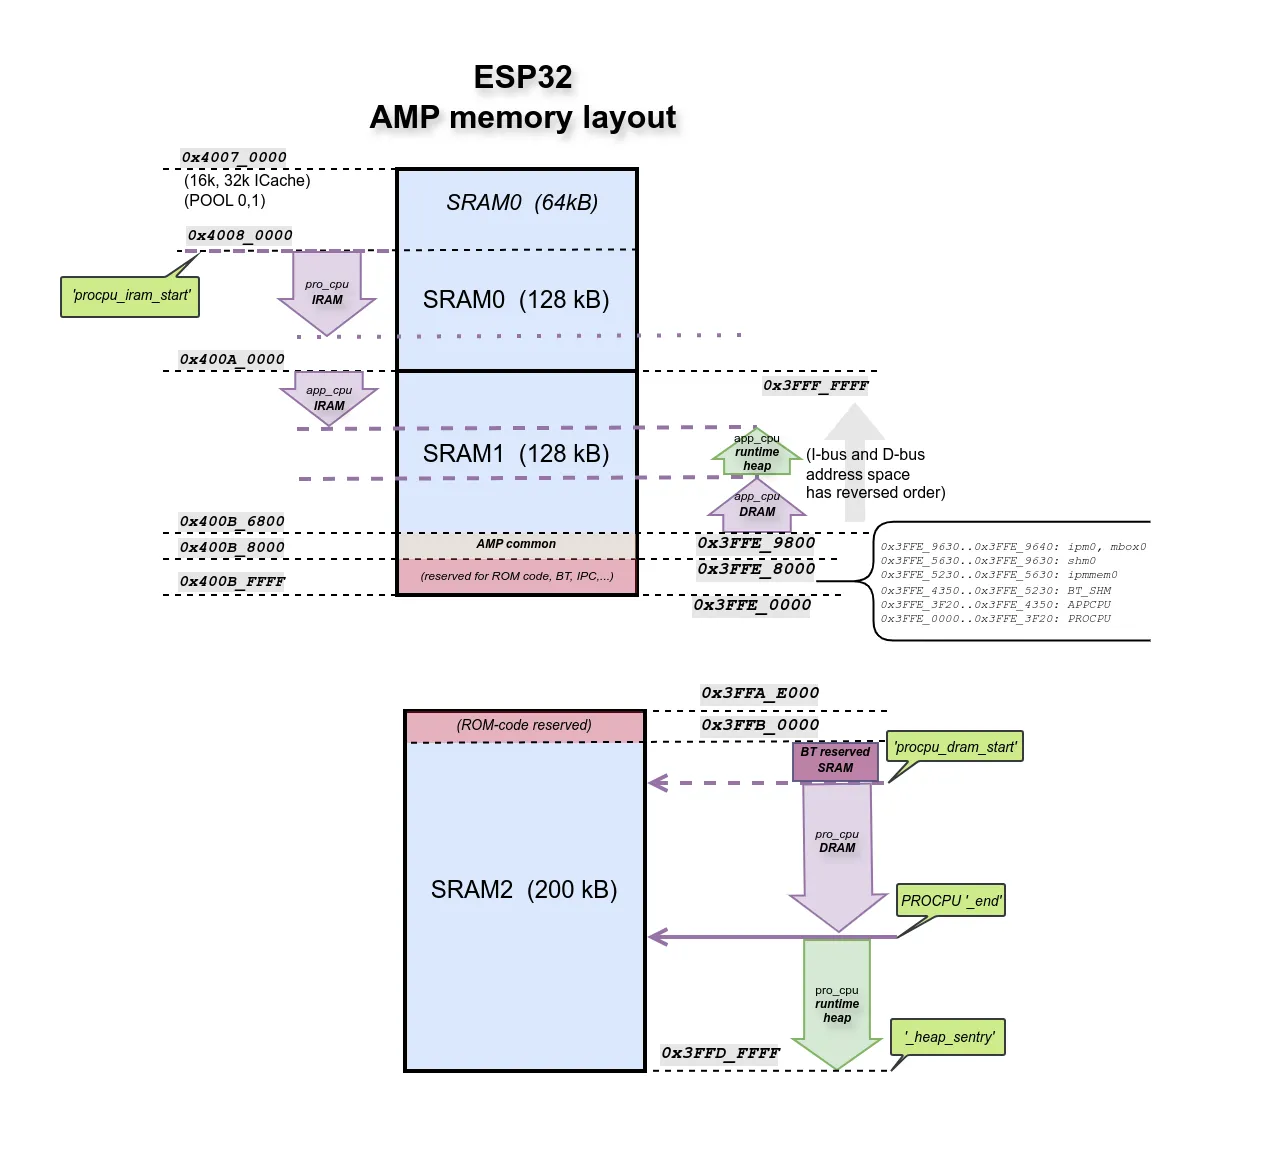 ESP32
AMP memory layout
0x4007_0000
(16k, 32k ICache)
(POOL 0,1)
SRAM0 (64kB)
0x4008_0000
'procpu_iram_start'
pro_cpu
IRAM
SRAM0 (128 kB)
0x400A_0000
0x3FFF_FFFF
app_cpu
IRAM
SRAM1 (128 kB)
app_cpu
runtime
heap
(I-bus and D-bus
address space
has reversed order)
app_cpu
DRAM
0x400B_6800
0x400B_8000
0x400B_FFFF
AMP common
(reserved for ROM code, BT, IPC,...)
0x3FFE_9800
0x3FFE_8000
0x3FFE_0000
0x3FFE_9630..0x3FFE_9640: ipm0, mbox0
0x3FFE_5630..0x3FFE_9630: shm0
0x3FFE_5230..0x3FFE_5630: ipmmem0
0x3FFE_4350..0x3FFE_5230: BT_SHM
0x3FFE_3F20..0x3FFE_4350: APPCPU
0x3FFE_0000..0x3FFE_3F20: PROCPU
0x3FFA_E000
(ROM-code reserved)
0x3FFB_0000
BT reserved
SRAM
'procpu_dram_start'
pro_cpu
DRAM
SRAM2 (200 kB)
PROCPU '_end'
pro_cpu
runtime
heap
'_heap_sentry'
0x3FFD_FFFF